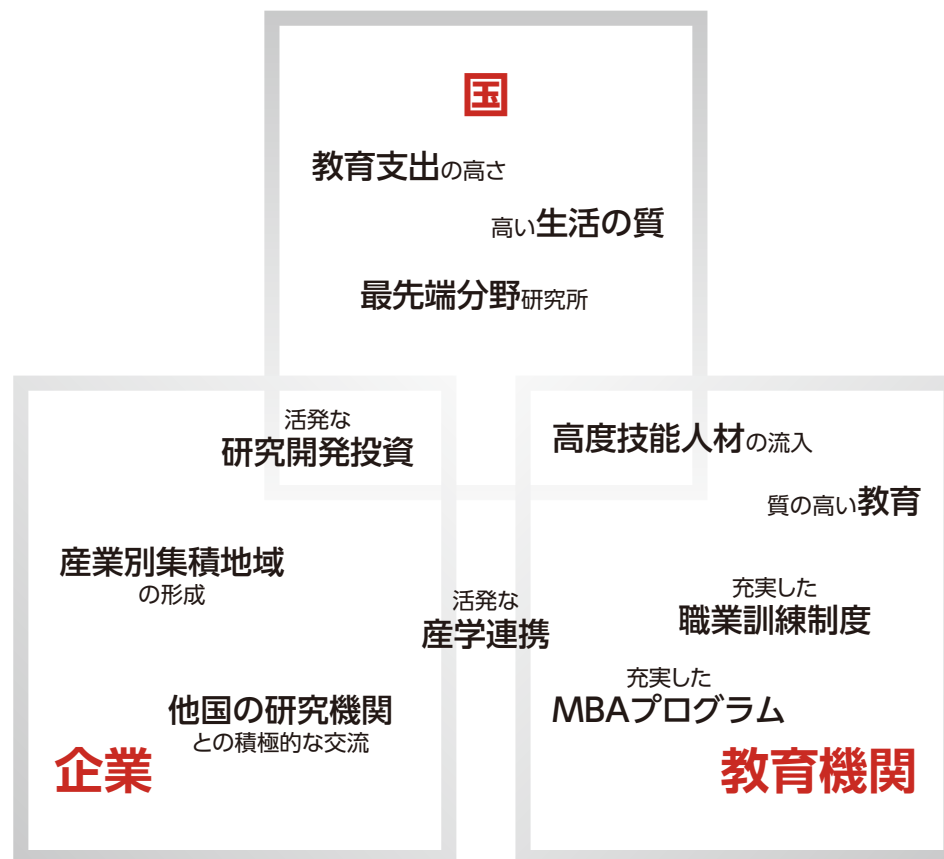 国
教育支出の高さ
高い生活の質
最先端分野研究所
活発な
研究開発投資
高度技能人材の流入
質の高い教育
産業別集積地域
の形成
活発な
産学連携
充実した
職業訓練制度
他国の研究機関
との積極的な交流
充実した
MBAプログラム
企業
教育機関